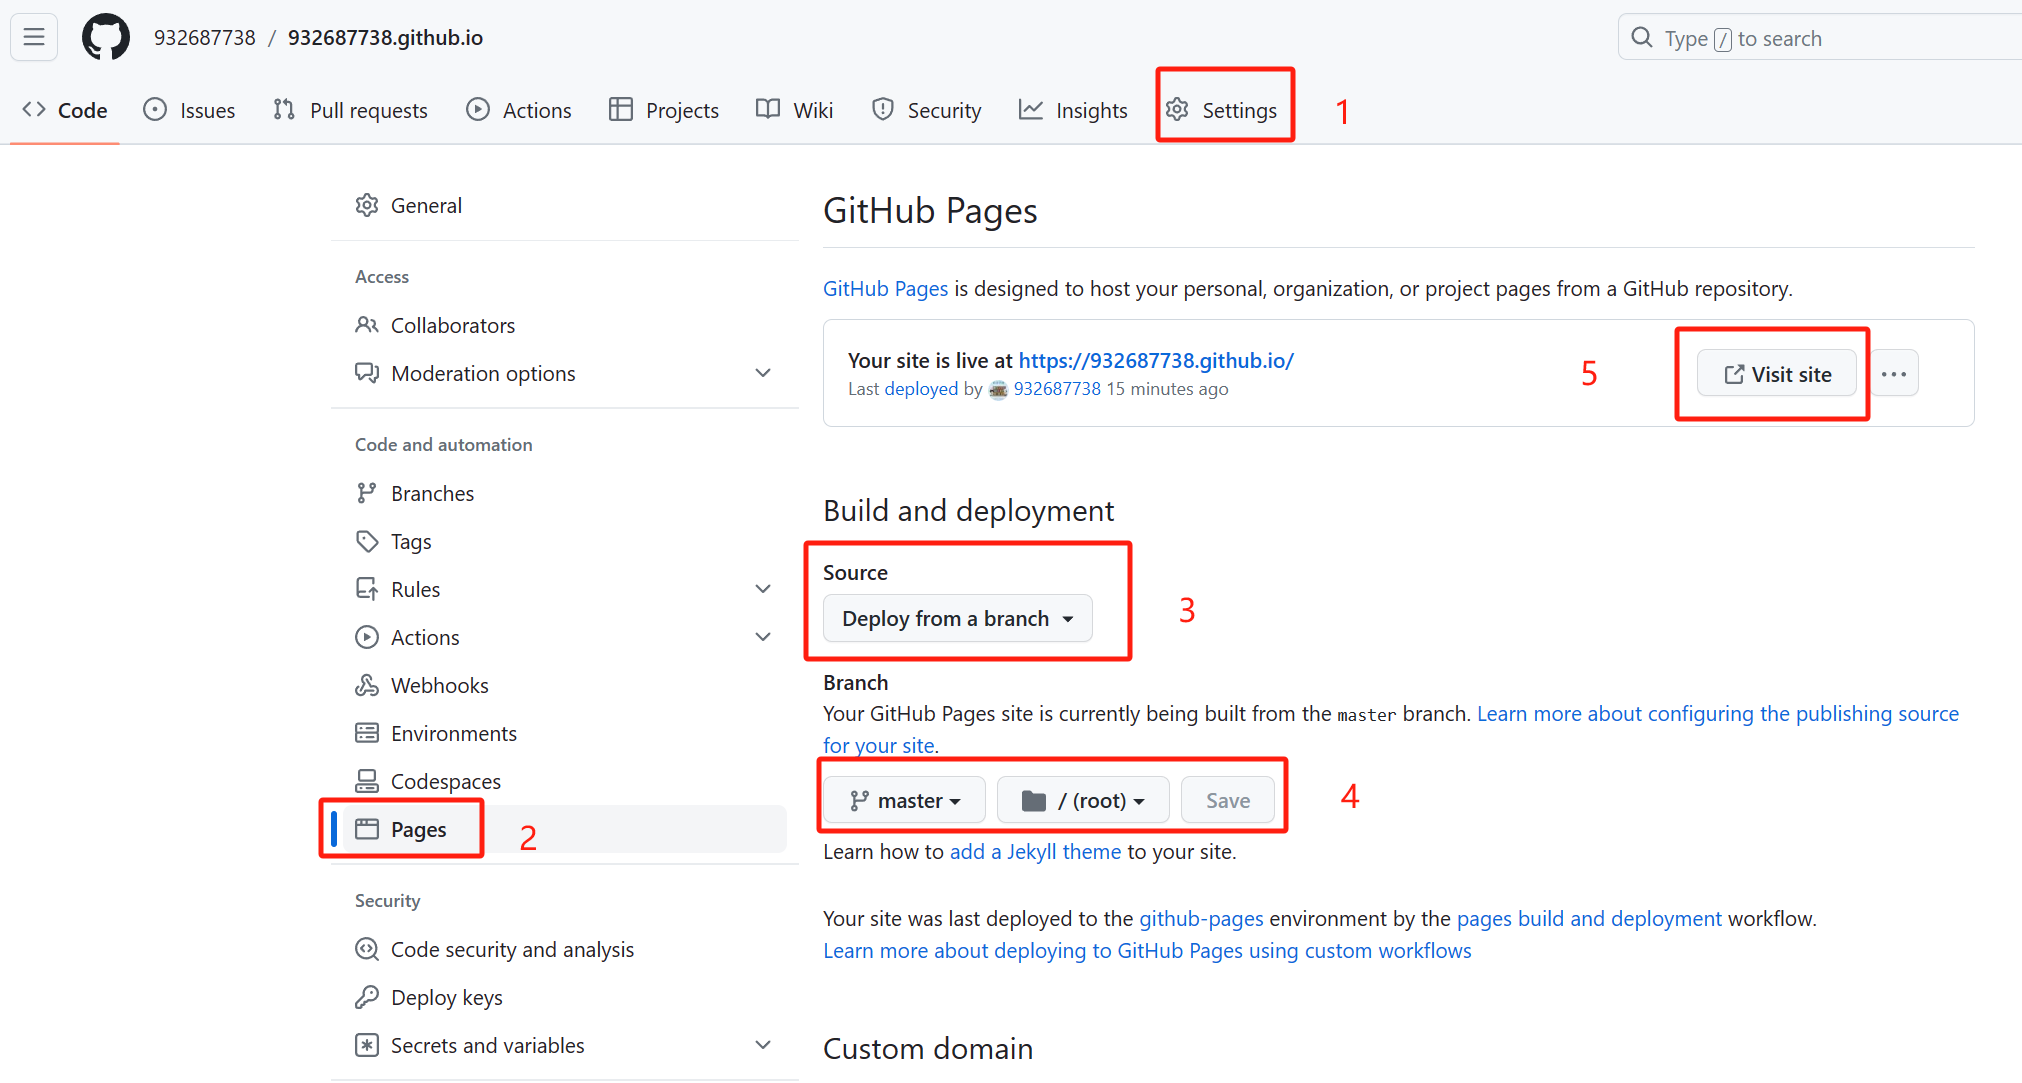 932687738 / 932687738.github.io
Type / to search
Code Issues Pull requests Actions Projects Wiki Security Insights Settings 1
General
Access
Collaborators
Moderation options
Code and automation
Branches
Tags
Rules
Actions
Webhooks
Environments
Codespaces
Pages 2
Security
Code security and analysis
Deploy keys
Secrets and variables
GitHub Pages
GitHub Pages is designed to host your personal, organization, or project pages from a GitHub repository.
Your site is live at https://932687738.github.io/
Last deployed by 932687738 15 minutes ago
5 Visit site
Build and deployment
Source
Deploy from a branch 3
Branch
Your GitHub Pages site is currently being built from the master branch. Learn more about configuring the publishing source
for your site.
master / (root) Save 4
Learn how to add a Jekyll theme to your site.
Your site was last deployed to the github-pages environment by the pages build and deployment workflow.
Learn more about deploying to GitHub Pages using custom workflows
Custom domain